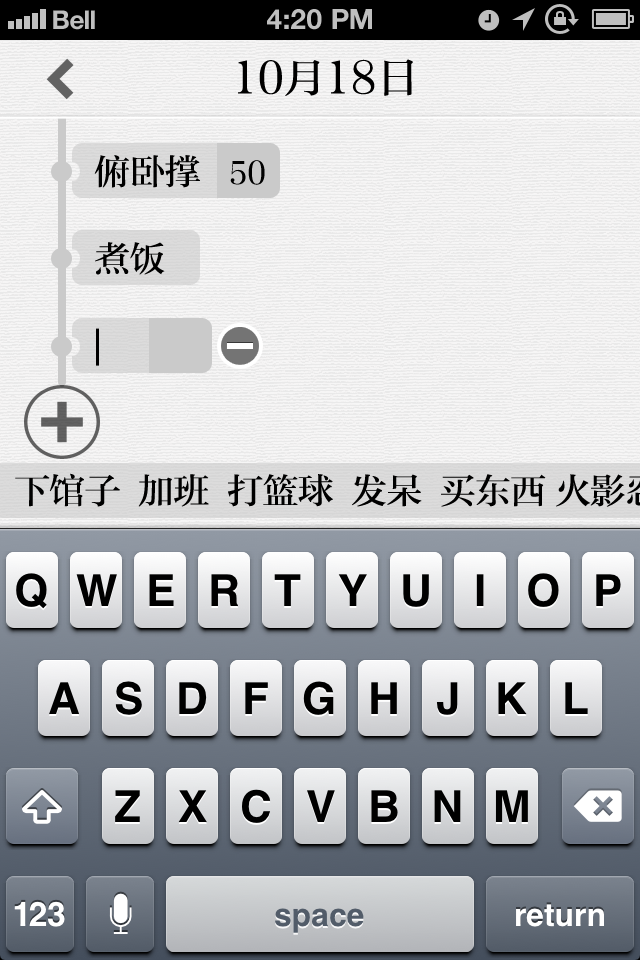 Bell 4:20 PM
10月18日
俯卧撑 50
煮饭
下馆子 加班 打篮球 发呆 买东西 火影
Q W E R T Y U I O P
A S D F G H J K L
Z X C V B N M
123 space return